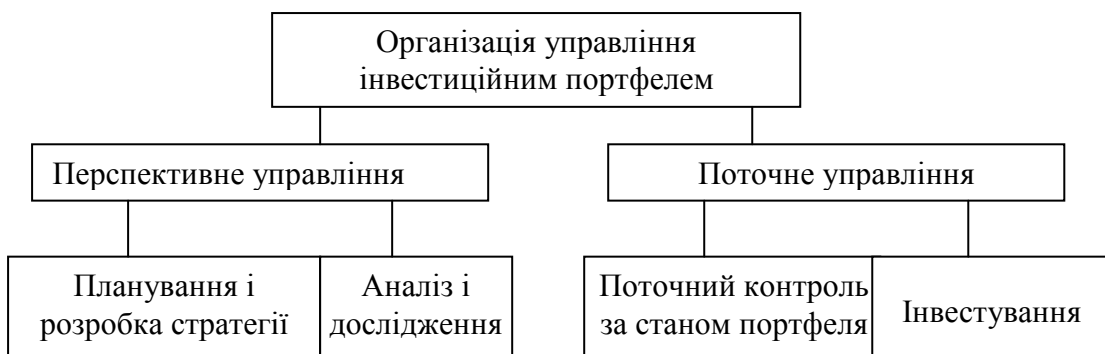 Організація управління
інвестиційним портфелем
Перспективне управління
Поточне управління
Планування і
розробка стратегії
Аналіз і
дослідження
Поточний контроль
за станом портфеля
Інвестування